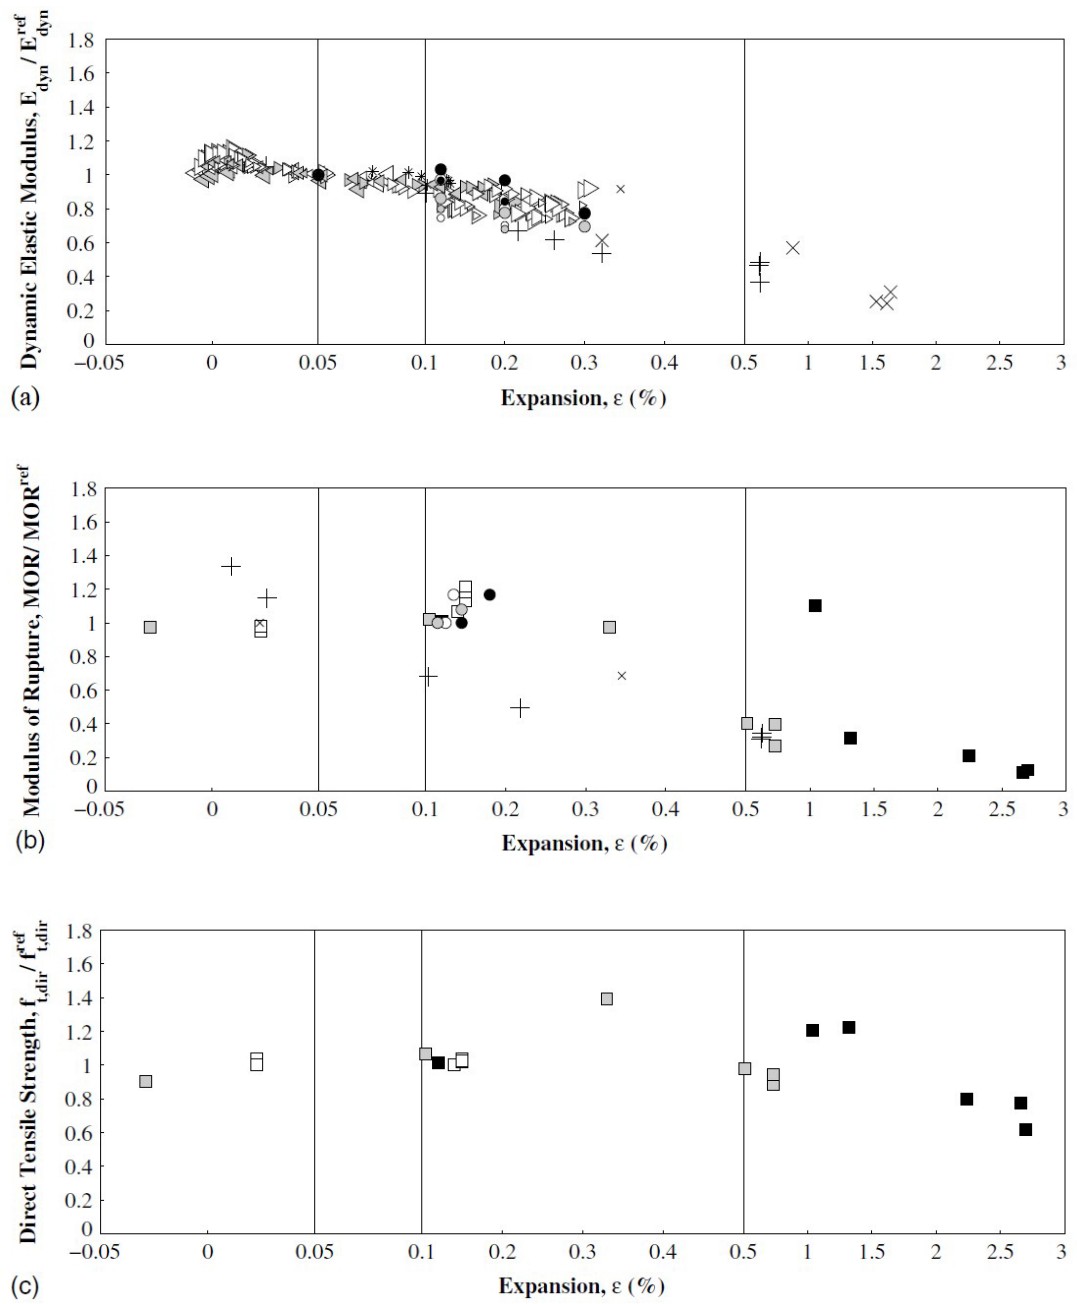 Dynamic Elastic Modulus, E_dyn / E_dyn^ref
1.8
1.6
1.4
1.2
1
0.8
0.6
0.4
0.2
0
−0.05 0 0.05 0.1 0.2 0.3 0.4 0.5 1 1.5 2 2.5 3
Expansion, ε (%)
(a)
Modulus of Rupture, MOR/ MOR^ref
1.8
1.6
1.4
1.2
1
0.8
0.6
0.4
0.2
0
−0.05 0 0.05 0.1 0.2 0.3 0.4 0.5 1 1.5 2 2.5 3
Expansion, ε (%)
(b)
Direct Tensile Strength, f_t,dir / f_t,dir^ref
1.8
1.6
1.4
1.2
1
0.8
0.6
0.4
0.2
0
−0.05 0 0.05 0.1 0.2 0.3 0.4 0.5 1 1.5 2 2.5 3
Expansion, ε (%)
(c)